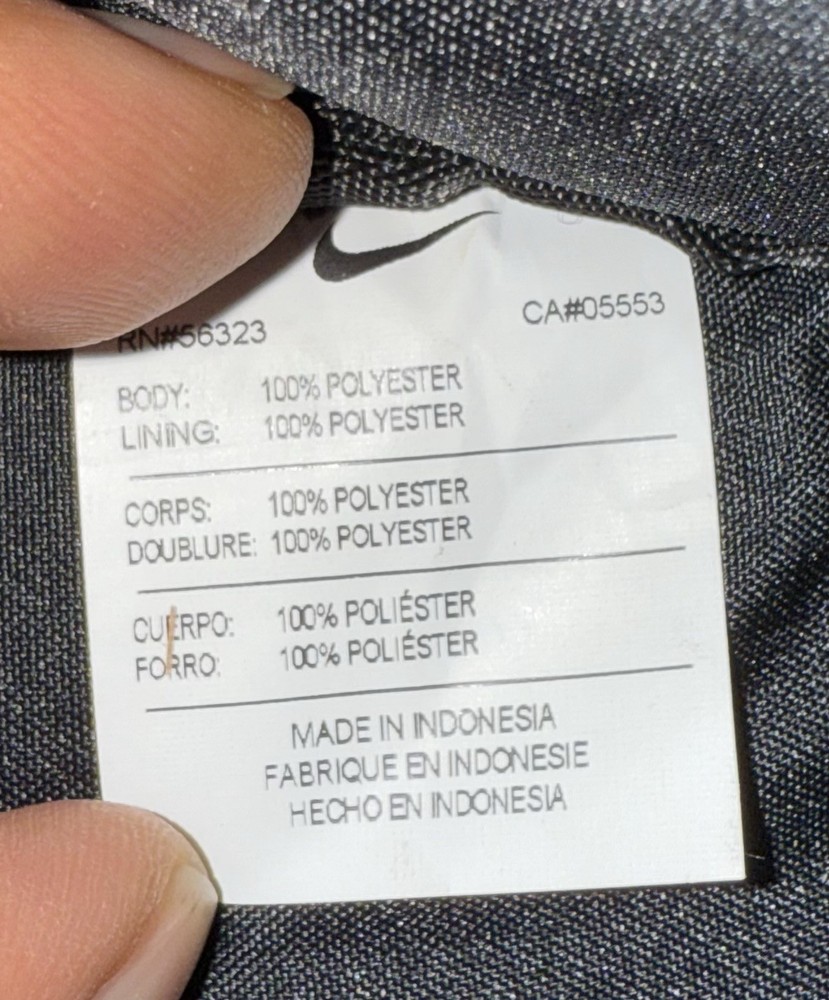 RN#56323
CA#05553
BODY: 100% POLYESTER
LINING: 100% POLYESTER
CORPS: 100% POLYESTER
DOUBLURE: 100% POLYESTER
CUERPO: 100% POLIÉSTER
FORRO: 100% POLIÉSTER
MADE IN INDONESIA
FABRIQUE EN INDONESIE
HECHO EN INDONESIA